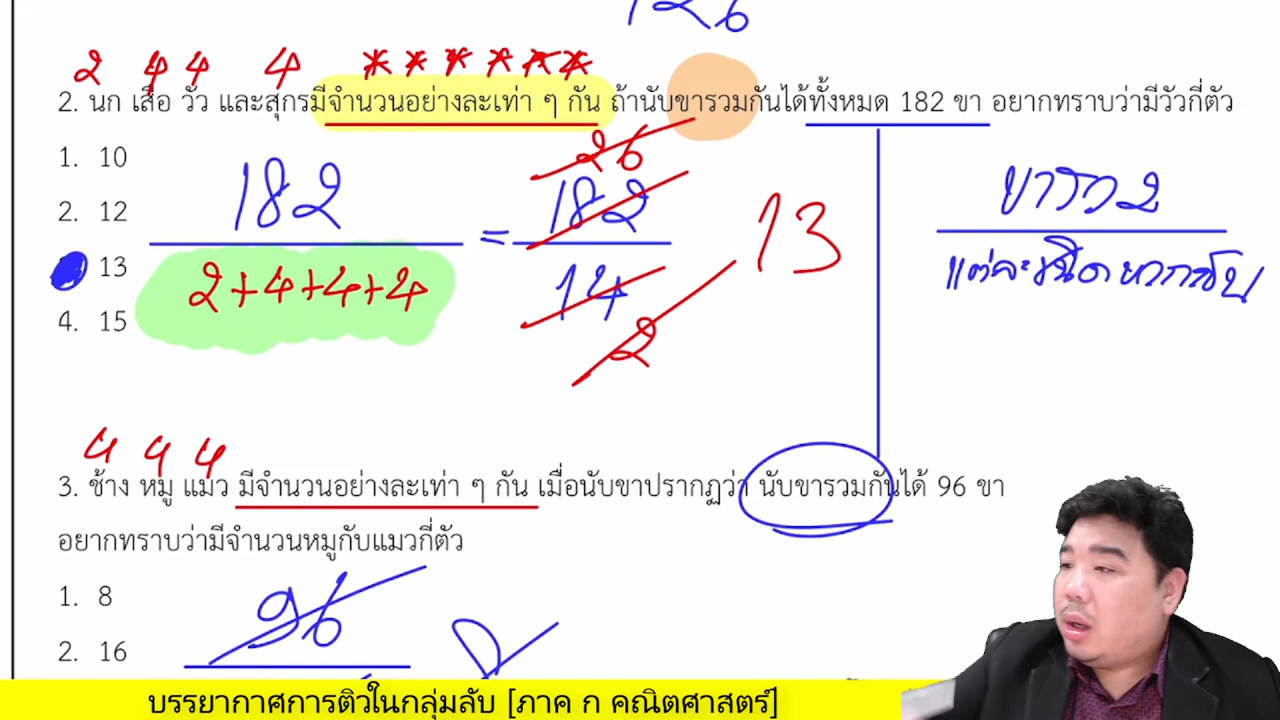 126
2 4 4 4 * * * * * *
2. นก เสือ วัว และสุกรมีจำนวนอย่างละเท่า ๆ กัน ถ้านับขารวมกันได้ทั้งหมด 182 ขา อยากทราบว่ามีวัวกี่ตัว
1. 10
2. 12
13
4. 15
182
2+4+4+4
=
26
182
14
2
13
ขารวม
แต่ละชนิดบวกกัน
4 4 4
3. ช้าง หมู แมว มีจำนวนอย่างละเท่า ๆ กัน เมื่อนับขาปรากฏว่า นับขารวมกันได้ 96 ขา
อยากทราบว่ามีจำนวนหมูกับแมวกี่ตัว
1. 8
2. 16
96
บรรยากาศการติวในกลุ่มลับ [ภาค ก คณิตศาสตร์]